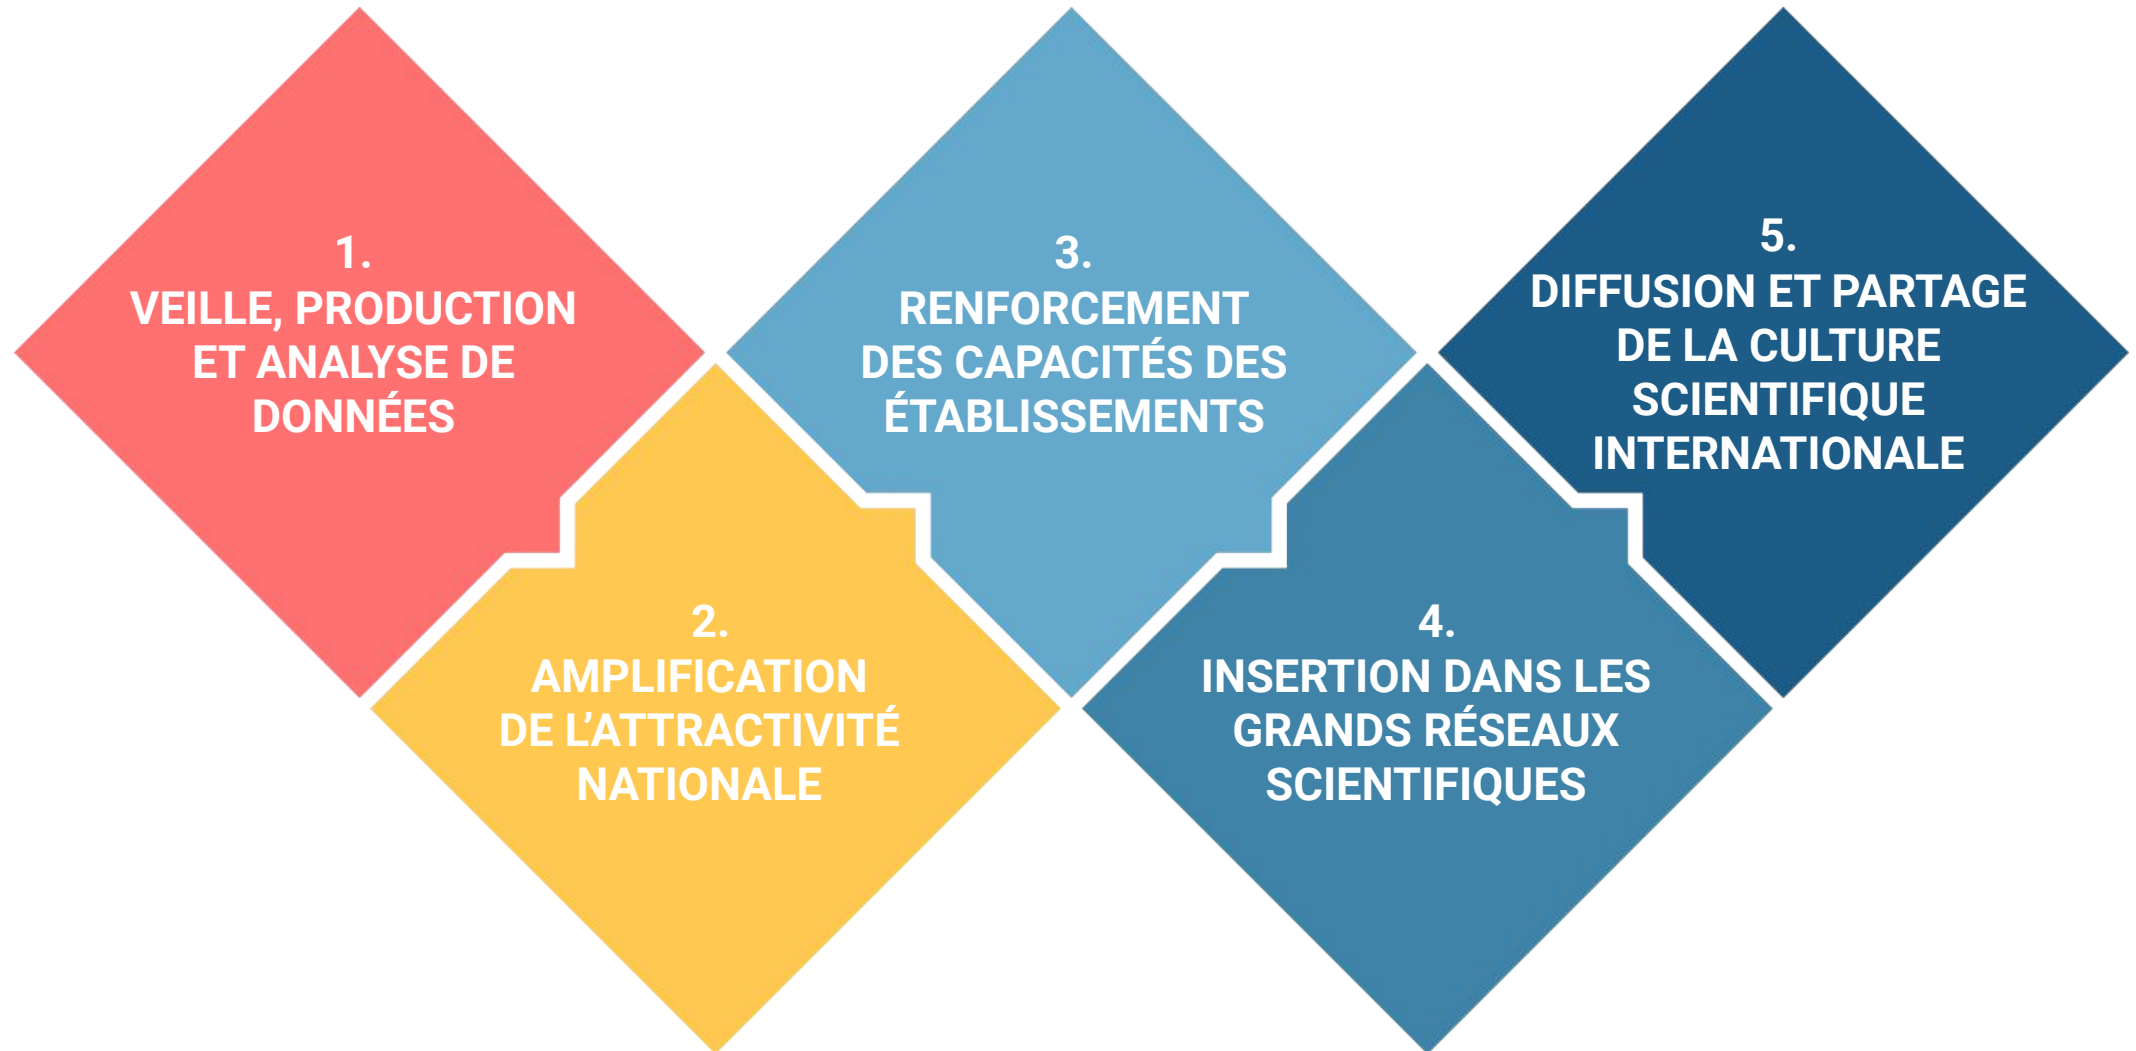 1.
VEILLE, PRODUCTION
ET ANALYSE DE
DONNÉES
2.
AMPLIFICATION
DE L’ATTRACTIVITÉ
NATIONALE
3.
RENFORCEMENT
DES CAPACITÉS DES
ÉTABLISSEMENTS
4.
INSERTION DANS LES
GRANDS RÉSEAUX
SCIENTIFIQUES
5.
DIFFUSION ET PARTAGE
DE LA CULTURE
SCIENTIFIQUE
INTERNATIONALE